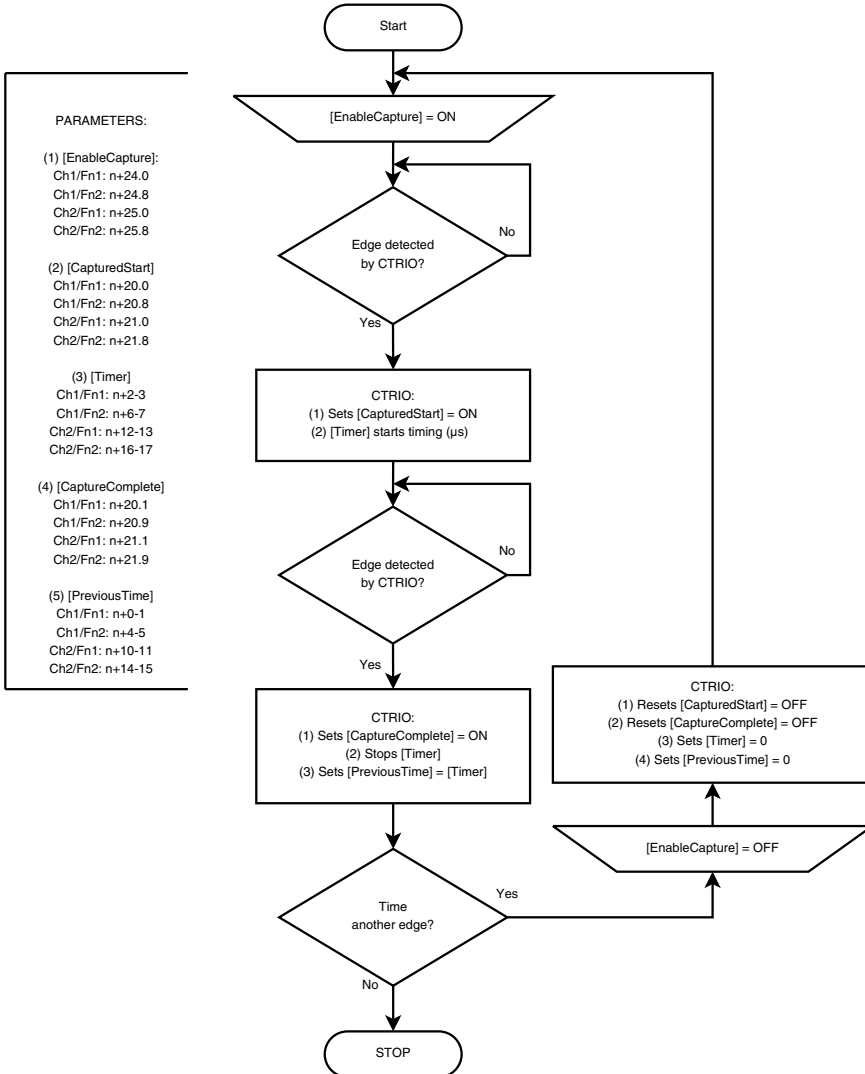 Start
PARAMETERS:
(1) [EnableCapture]:
Ch1/Fn1: n+24.0
Ch1/Fn2: n+24.8
Ch2/Fn1: n+25.0
Ch2/Fn2: n+25.8
(2) [CapturedStart]
Ch1/Fn1: n+20.0
Ch1/Fn2: n+20.8
Ch2/Fn1: n+21.0
Ch2/Fn2: n+21.8
(3) [Timer]
Ch1/Fn1: n+2-3
Ch1/Fn2: n+6-7
Ch2/Fn1: n+12-13
Ch2/Fn2: n+16-17
(4) [CaptureComplete]
Ch1/Fn1: n+20.1
Ch1/Fn2: n+20.9
Ch2/Fn1: n+21.1
Ch2/Fn2: n+21.9
(5) [PreviousTime]
Ch1/Fn1: n+0-1
Ch1/Fn2: n+4-5
Ch2/Fn1: n+10-11
Ch2/Fn2: n+14-15
[EnableCapture] = ON
Edge detected
by CTRIO?
No
Yes
CTRIO:
(1) Sets [CapturedStart] = ON
(2) [Timer] starts timing (µs)
Edge detected
by CTRIO?
No
Yes
CTRIO:
(1) Sets [CaptureComplete] = ON
(2) Stops [Timer]
(3) Sets [PreviousTime] = [Timer]
Time
another edge?
Yes
No
STOP
[EnableCapture] = OFF
CTRIO:
(1) Resets [CapturedStart] = OFF
(2) Resets [CaptureComplete] = OFF
(3) Sets [Timer] = 0
(4) Sets [PreviousTime] = 0